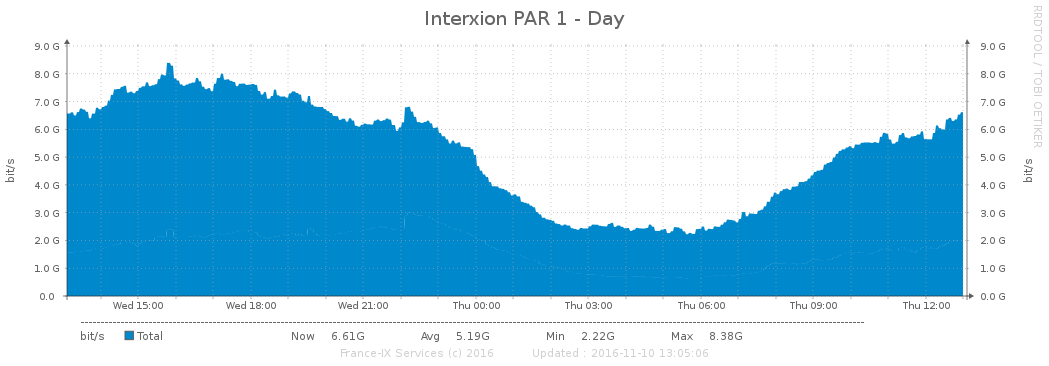 Interxion PAR 1 - Day
RRDTOOL / TOBI OETIKER
bit/s
bit/s
9.0 G 9.0 G
8.0 G 8.0 G
7.0 G 7.0 G
6.0 G 6.0 G
5.0 G 5.0 G
4.0 G 4.0 G
3.0 G 3.0 G
2.0 G 2.0 G
1.0 G 1.0 G
0.0 0.0 G
Wed 15:00 Wed 18:00 Wed 21:00 Thu 00:00 Thu 03:00 Thu 06:00 Thu 09:00 Thu 12:00
bit/s Total Now 6.61G Avg 5.19G Min 2.22G Max 8.38G
France-IX Services (c) 2016 Updated : 2016-11-10 13:05:06